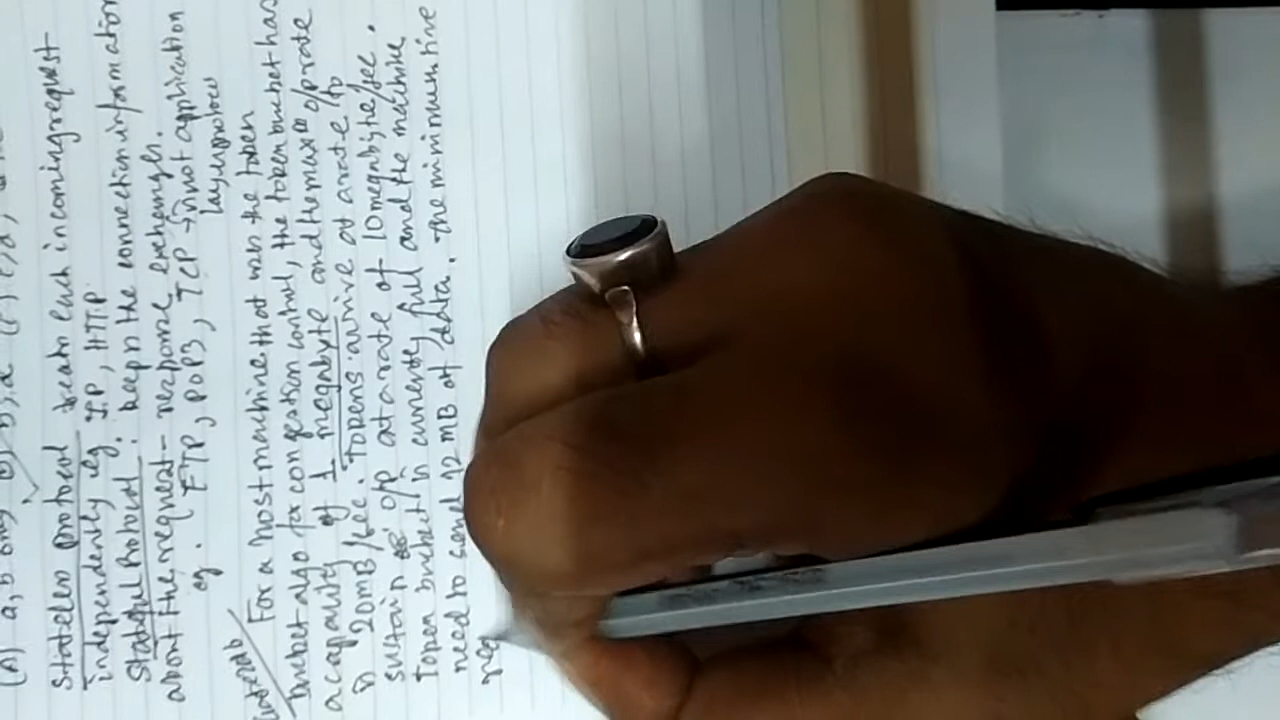 (A) a, b only
Stateless protocol treats each incoming request
independently eg IP, HTTP.
Stateful Protocol: keeps the connection information
about the request-response exchanges.
eg. FTP, POP3, TCP → not application
layer protocol
For a host machine that uses the token
bucket algo for congestion control, the token bucket has
a capacity of 1 megabyte and the max o/p rate
is 20MB/sec. Tokens arrive at a rate to
sustain o/p at a rate of 10 megabyte/sec.
Token bucket is currently full and the machine
need to send 12 MB of data. the minimum time
req